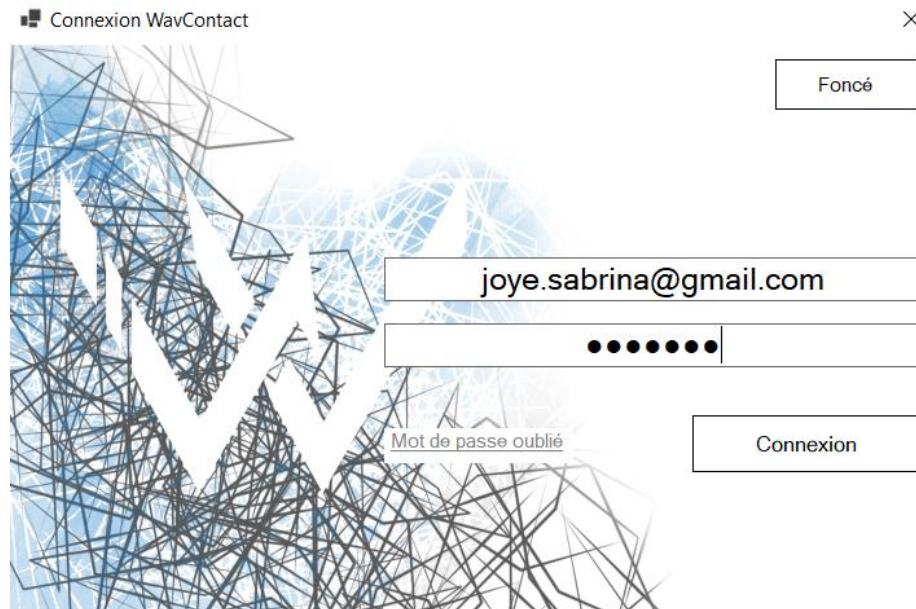 Connexion WavContact
Foncé
joye.sabrina@gmail.com
●●●●●●●
Mot de passe oublié
Connexion